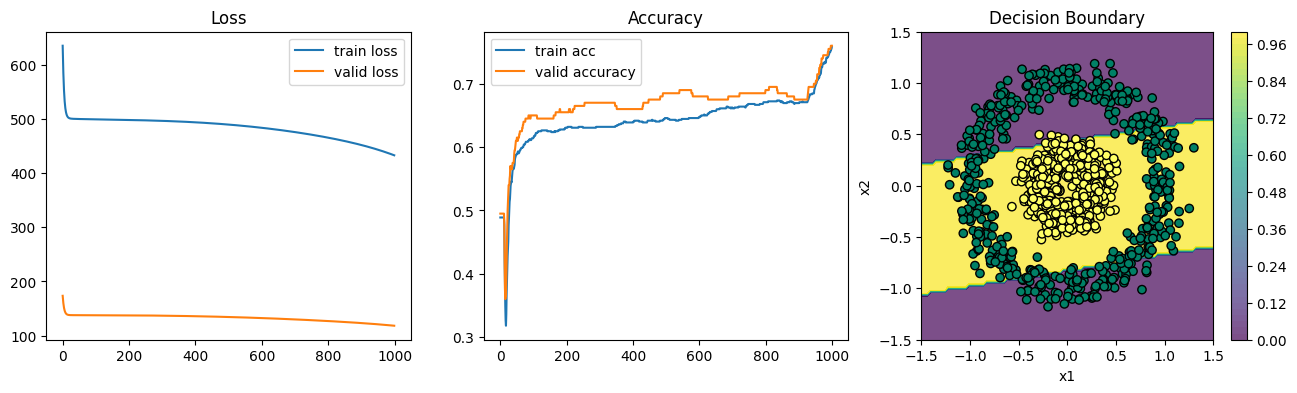 Loss
train loss
valid loss
600
500
400
300
200
100
0 200 400 600 800 1000
Accuracy
train acc
valid accuracy
0.7
0.6
0.5
0.4
0.3
0 200 400 600 800 1000
Decision Boundary
x2
1.5
1.0
0.5
0.0
−0.5
−1.0
−1.5
−1.5 −1.0 −0.5 0.0 0.5 1.0 1.5
x1
0.96
0.84
0.72
0.60
0.48
0.36
0.24
0.12
0.00